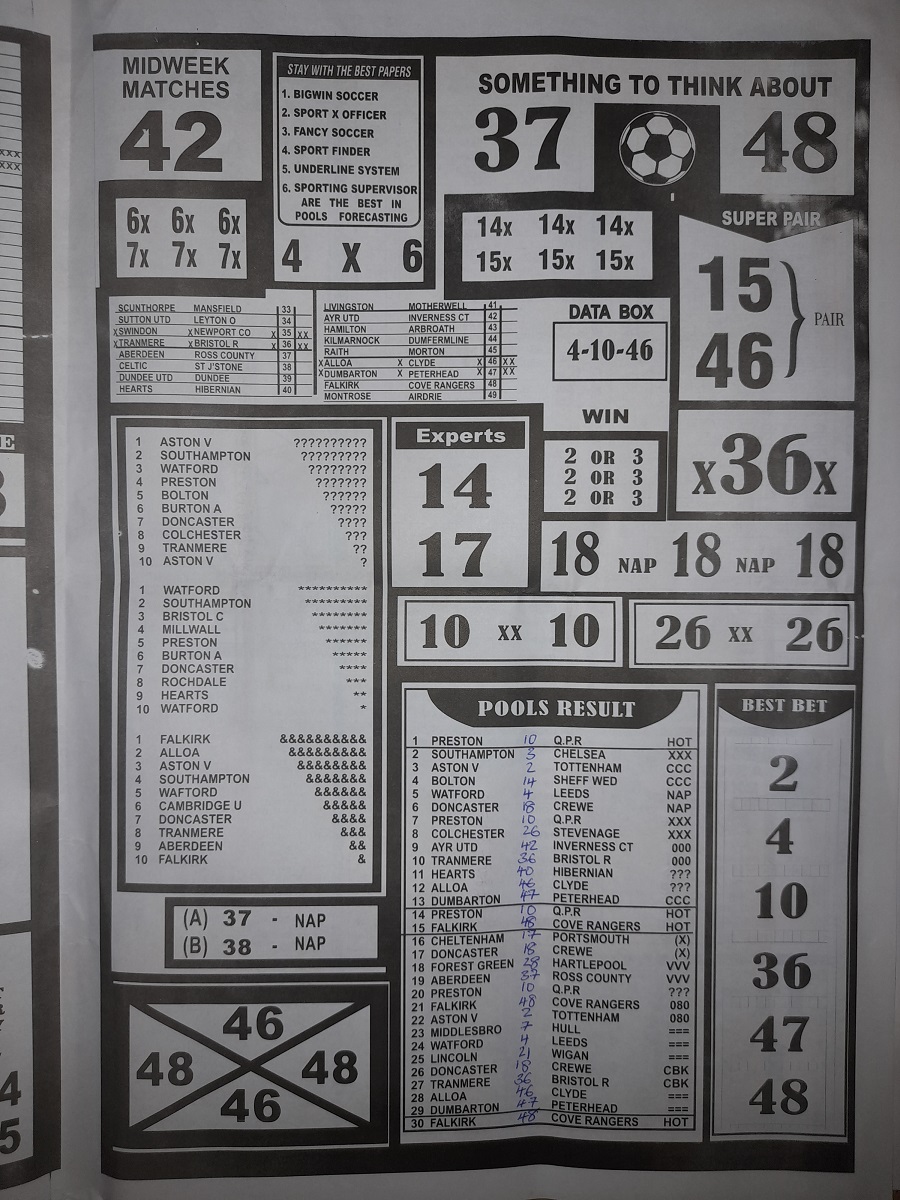 MIDWEEK
MATCHES
42
6x 6x 6x
7x 7x 7x
STAY WITH THE BEST PAPERS
1. BIGWIN SOCCER
2. SPORT X OFFICER
3. FANCY SOCCER
4. SPORT FINDER
5. UNDERLINE SYSTEM
6. SPORTING SUPERVISOR
ARE THE BEST IN
POOLS FORECASTING
4 X 6
SOMETHING TO THINK ABOUT
37 48
14x 14x 14x
15x 15x 15x
SUPER PAIR
15
46
PAIR
SCUNTHORPE MANSFIELD 33
SUTTON UTD LEYTON O 34
XSWINDON XNEWPORT CO X 35 XX
XTRANMERE XBRISTOL R X 36 XX
ABERDEEN ROSS COUNTY 37
CELTIC ST J'STONE 38
DUNDEE UTD DUNDEE 39
HEARTS HIBERNIAN 40
LIVINGSTON MOTHERWELL 41
AYR UTD INVERNESS CT 42
HAMILTON ARBROATH 43
KILMARNOCK DUMFERMLINE 44
RAITH MORTON 45
XALLOA X CLYDE X 46 XX
XDUMBARTON X PETERHEAD X 47 XX
FALKIRK COVE RANGERS 48
MONTROSE AIRDRIE 49
DATA BOX
4-10-46
WIN
2 OR 3
2 OR 3
2 OR 3
X36X
Experts
14
17
18 NAP 18 NAP 18
10 XX 10
26 XX 26
1 ASTON V ??????????
2 SOUTHAMPTON ?????????
3 WATFORD ????????
4 PRESTON ???????
5 BOLTON ??????
6 BURTON A ?????
7 DONCASTER ????
8 COLCHESTER ???
9 TRANMERE ??
10 ASTON V ?
1 WATFORD **********
2 SOUTHAMPTON *********
3 BRISTOL C ********
4 MILLWALL *******
5 PRESTON ******
6 BURTON A *****
7 DONCASTER ****
8 ROCHDALE ***
9 HEARTS **
10 WATFORD *
1 FALKIRK &&&&&&&&&&
2 ALLOA &&&&&&&&&
3 ASTON V &&&&&&&&
4 SOUTHAMPTON &&&&&&&
5 WAFTORD &&&&&&
6 CAMBRIDGE U &&&&&
7 DONCASTER &&&&
8 TRANMERE &&&
9 ABERDEEN &&
10 FALKIRK &
(A) 37 - NAP
(B) 38 - NAP
46
48 48
46
POOLS RESULT
1 PRESTON 10 Q.P.R HOT
2 SOUTHAMPTON 3 CHELSEA XXX
3 ASTON V 2 TOTTENHAM CCC
4 BOLTON 14 SHEFF WED CCC
5 WATFORD 4 LEEDS NAP
6 DONCASTER 18 CREWE NAP
7 PRESTON 10 Q.P.R XXX
8 COLCHESTER 26 STEVENAGE XXX
9 AYR UTD 42 INVERNESS CT 000
10 TRANMERE 36 BRISTOL R 000
11 HEARTS 40 HIBERNIAN ???
12 ALLOA 46 CLYDE ???
13 DUMBARTON 47 PETERHEAD CCC
14 PRESTON 10 Q.P.R HOT
15 FALKIRK 48 COVE RANGERS HOT
16 CHELTENHAM 17 PORTSMOUTH (X)
17 DONCASTER 18 CREWE (X)
18 FOREST GREEN 28 HARTLEPOOL VVV
19 ABERDEEN 37 ROSS COUNTY VVV
20 PRESTON 10 Q.P.R ???
21 FALKIRK 48 COVE RANGERS 080
22 ASTON V 2 TOTTENHAM 080
23 MIDDLESBRO 7 HULL ===
24 WATFORD 4 LEEDS ===
25 LINCOLN 21 WIGAN ===
26 DONCASTER 18 CREWE CBK
27 TRANMERE 36 BRISTOL R CBK
28 ALLOA 46 CLYDE ===
29 DUMBARTON 47 PETERHEAD ===
30 FALKIRK 48 COVE RANGERS HOT
BEST BET
2
4
10
36
47
48